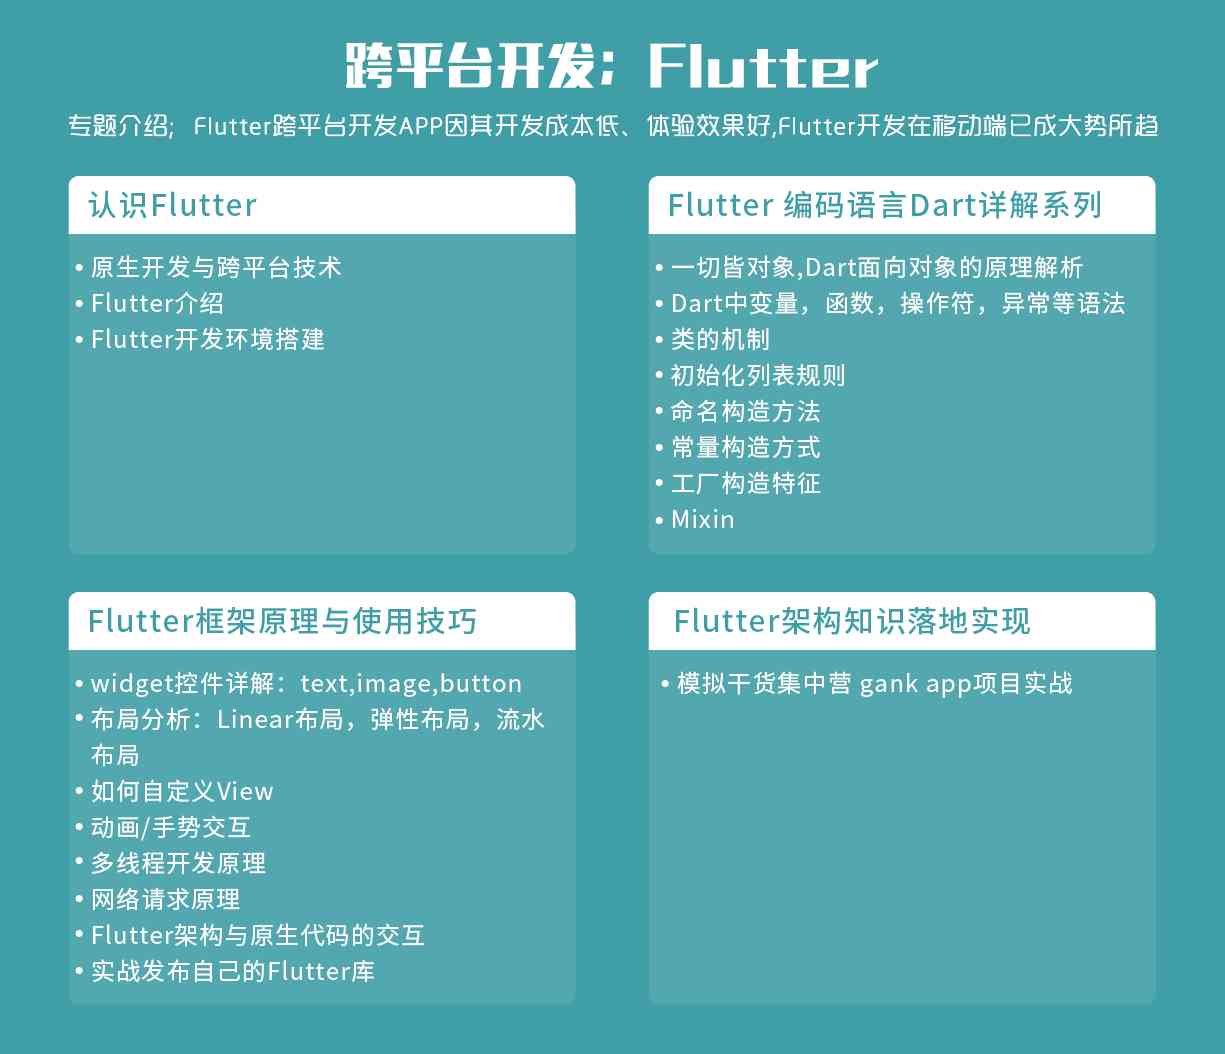 跨平台开发；Flutter
专题介绍; Flutter跨平台开发APP因其开发成本低、体验效果好,Flutter开发在移动端已成大势所趋
认识Flutter
• 原生开发与跨平台技术
• Flutter介绍
• Flutter开发环境搭建
Flutter 编码语言Dart详解系列
• 一切皆对象,Dart面向对象的原理解析
• Dart中变量，函数，操作符，异常等语法
• 类的机制
• 初始化列表规则
• 命名构造方法
• 常量构造方式
• 工厂构造特征
• Mixin
Flutter框架原理与使用技巧
• widget控件详解：text,image,button
• 布局分析：Linear布局，弹性布局，流水
布局
• 如何自定义View
• 动画/手势交互
• 多线程开发原理
• 网络请求原理
• Flutter架构与原生代码的交互
• 实战发布自己的Flutter库
Flutter架构知识落地实现
• 模拟干货集中营 gank app项目实战